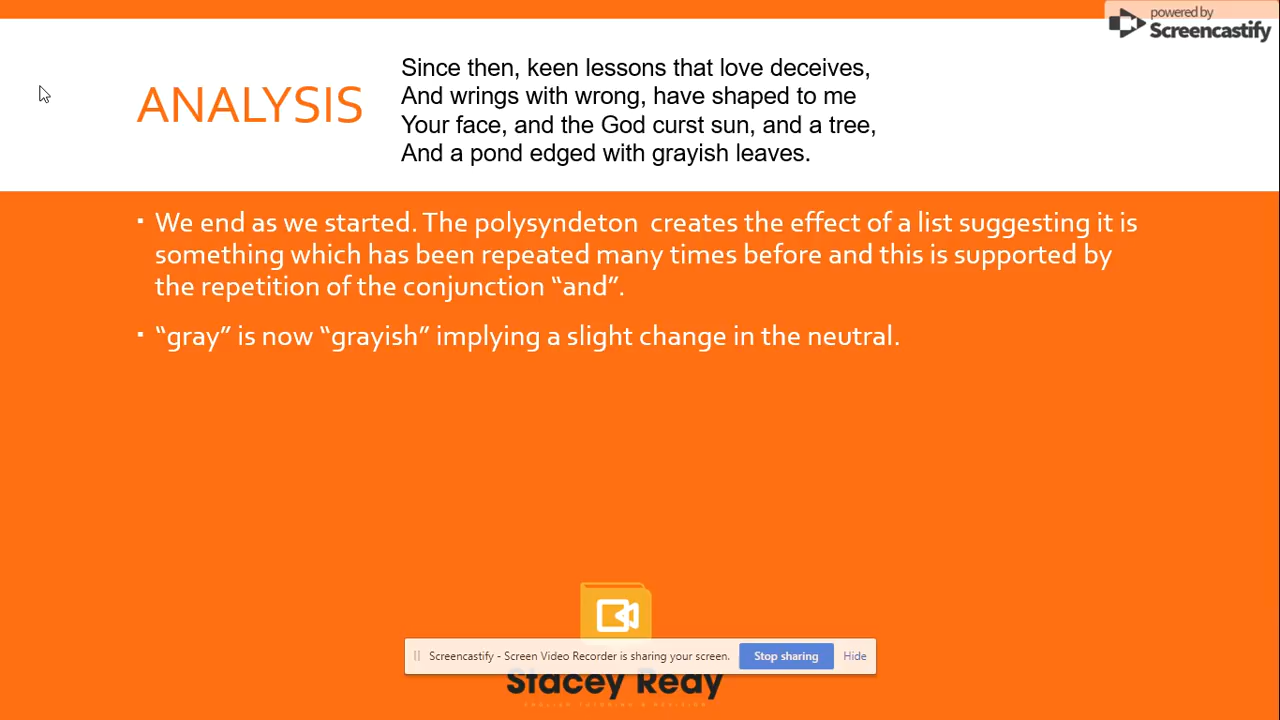 powered by
Screencastify
Since then, keen lessons that love deceives,
ANALYSIS
And wrings with wrong, have shaped to me
Your face, and the God curst sun, and a tree,
And a pond edged with grayish leaves.
▪ We end as we started. The polysyndeton  creates the effect of a list suggesting it is
something which has been repeated many times before and this is supported by
the repetition of the conjunction “and”.
▪ “gray” is now “grayish” implying a slight change in the neutral.
Screencastify - Screen Video Recorder is sharing your screen. Stop sharing Hide
Stacey Reay